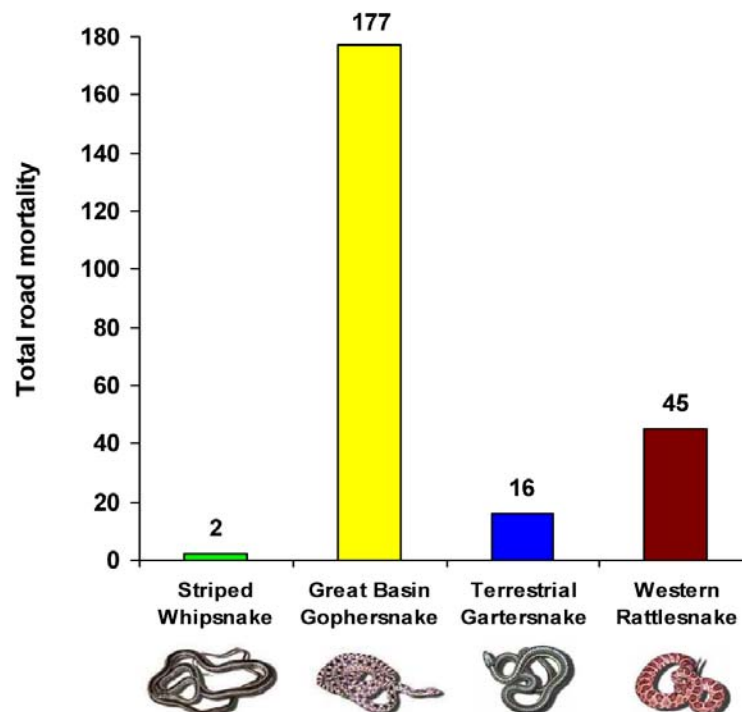 Total road mortality
180
160
140
120
100
80
60
40
20
0
2
177
16
45
Striped
Whipsnake
Great Basin
Gophersnake
Terrestrial
Gartersnake
Western
Rattlesnake